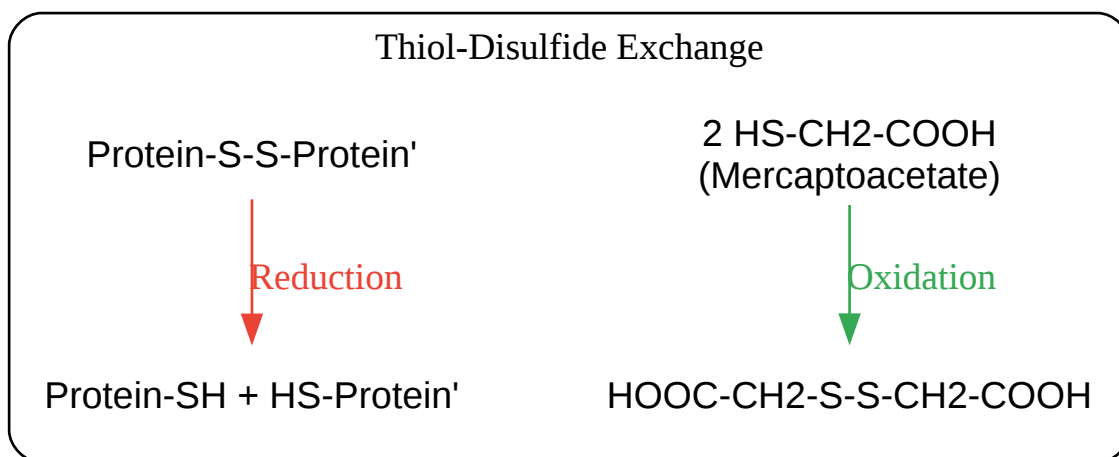 Thiol-Disulfide Exchange
Protein-S-S-Protein'
2 HS-CH2-COOH
(Mercaptoacetate)
Reduction
Oxidation
Protein-SH + HS-Protein'
HOOC-CH2-S-S-CH2-COOH